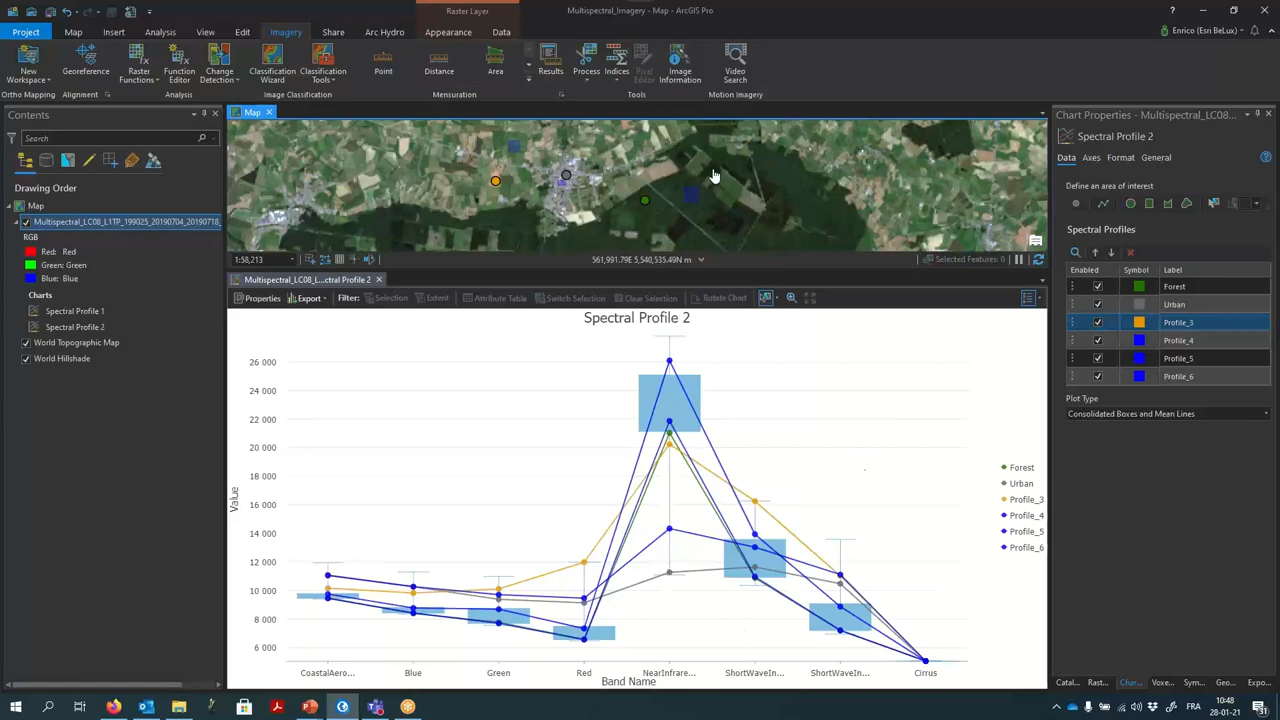 Raster Layer
Multispectral_Imagery - Map - ArcGIS Pro
?
Project Map Insert Analysis View Edit Imagery Share Arc Hydro Appearance Data
Enrico (Esri BeLux)
New Workspace
Georeference
Raster Functions
Function Editor
Change Detection
Classification Wizard
Classification Tools
Point
Distance
Area
Results
Process
Indices
Pixel Editor
Image Information
Video Search
Ortho Mapping
Alignment
Analysis
Image Classification
Mensuration
Tools
Motion Imagery
Contents
Search
Drawing Order
Map
Multispectral_LC08_L1TP_199025_20190704_20190718_
RGB
Red: Red
Green: Green
Blue: Blue
Charts
Spectral Profile 1
Spectral Profile 2
World Topographic Map
World Hillshade
Map
1:58,213
561,991.79E 5,540,535.49N m
Selected Features: 0
Multispectral_LC08_L...ctral Profile 2
Properties Export Filter: Selection Extent Attribute Table Switch Selection Clear Selection Rotate Chart
Spectral Profile 2
26 000
24 000
22 000
20 000
18 000
16 000
14 000
12 000
10 000
8 000
6 000
Value
CoastalAero... Blue Green Red NearInfrare... ShortWaveIn... ShortWaveIn... Cirrus
Band Name
Forest
Urban
Profile_3
Profile_4
Profile_5
Profile_6
Chart Properties - Multispectral_LC08...
Spectral Profile 2
Data Axes Format General
Define an area of interest
Spectral Profiles
Enabled Symbol Label
Forest
Urban
Profile_3
Profile_4
Profile_5
Profile_6
Plot Type
Consolidated Boxes and Mean Lines
Catal... Rast... Char... Voxe... Sym... Geo... Expo...
FRA
10:48
28-01-21